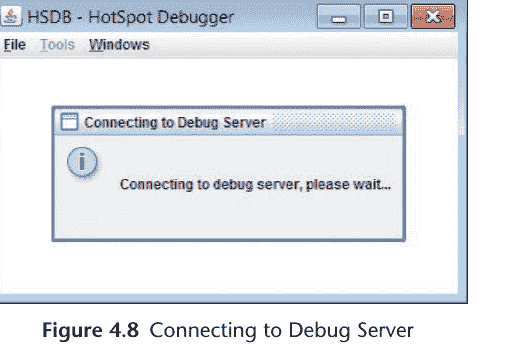 HSDB - HotSpot Debugger
File Tools Windows
Connecting to Debug Server
Connecting to debug server, please wait...
Figure 4.8 Connecting to Debug Server